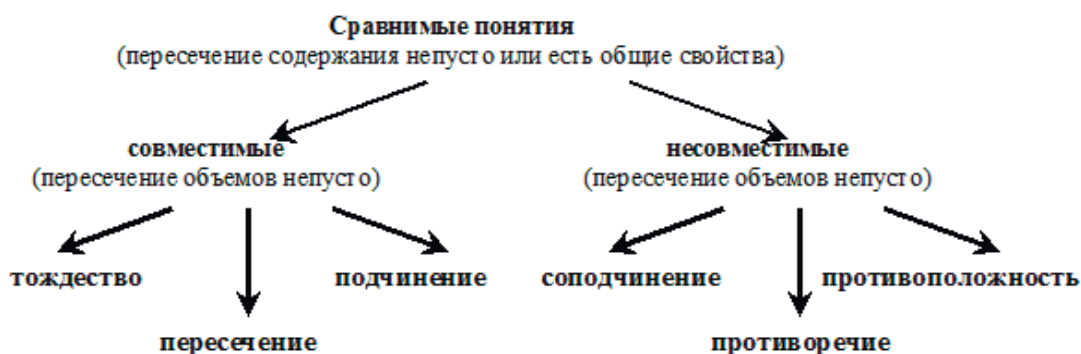 Сравнимые понятия
(пересечение содержания непусто или есть общие свойства)
совместимые
(пересечение объемов непусто)
несовместимые
(пересечение объемов непусто)
тождество
подчинение
соподчинение
противоположность
пересечение
противоречие